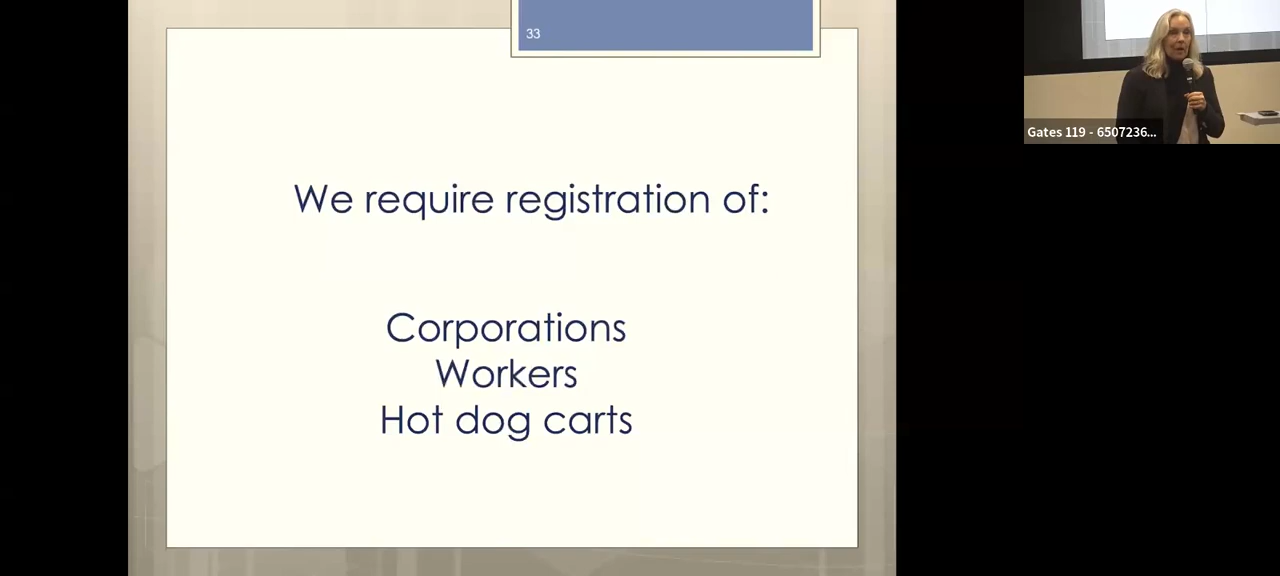 33
We require registration of:
Corporations
Workers
Hot dog carts
Gates 119 - 6507236...